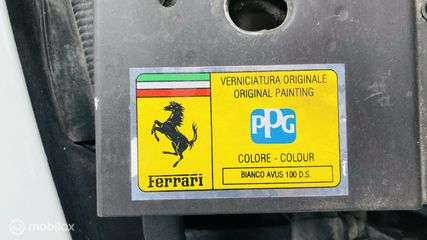 VERNICIATURA ORIGINALE
ORIGINAL PAINTING
PPG
COLORE - COLOUR
BIANCO AVUS 100 D.S.
Ferrari
mobilox